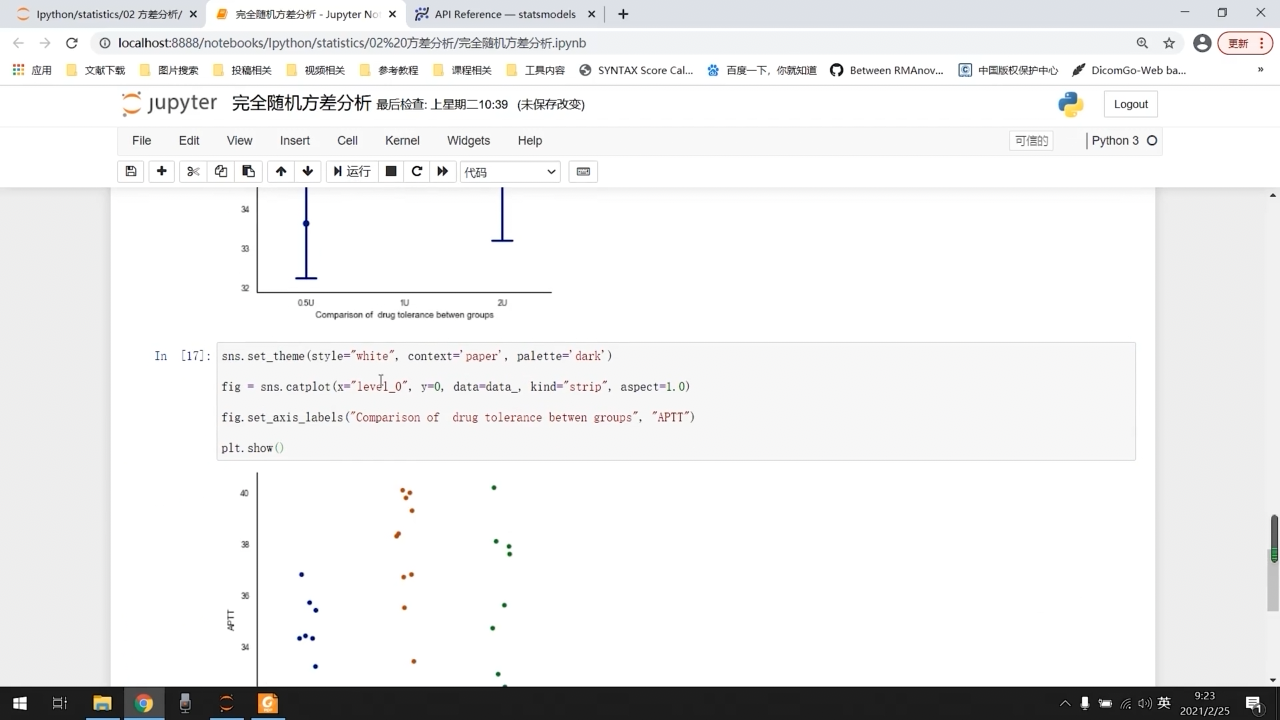 Ipython/statistics/02 方差分析/
完全随机方差分析 - Jupyter No
API Reference — statsmodels
localhost:8888/notebooks/Ipython/statistics/02%20方差分析/完全随机方差分析.ipynb
更新
应用 文献下载 图片搜索 投稿相关 视频相关 参考教程 课程相关 工具内容 SYNTAX Score Cal... 百度一下，你就知道 Between RMAnov... 中国版权保护中心 DicomGo-Web ba... »
jupyter 完全随机方差分析 最后检查: 上星期二10:39 (未保存改变) Logout
File Edit View Insert Cell Kernel Widgets Help 可信的 Python 3
运行 代码
34
33
32
0.5U 1U 2U
Comparison of drug tolerance betwen groups
In [17]: sns.set_theme(style="white", context='paper', palette='dark')
fig = sns.catplot(x="level_0", y=0, data=data_, kind="strip", aspect=1.0)
fig.set_axis_labels("Comparison of  drug tolerance betwen groups", "APTT")
plt.show()
40
38
36
APTT
34
英 9:23
2021/2/25